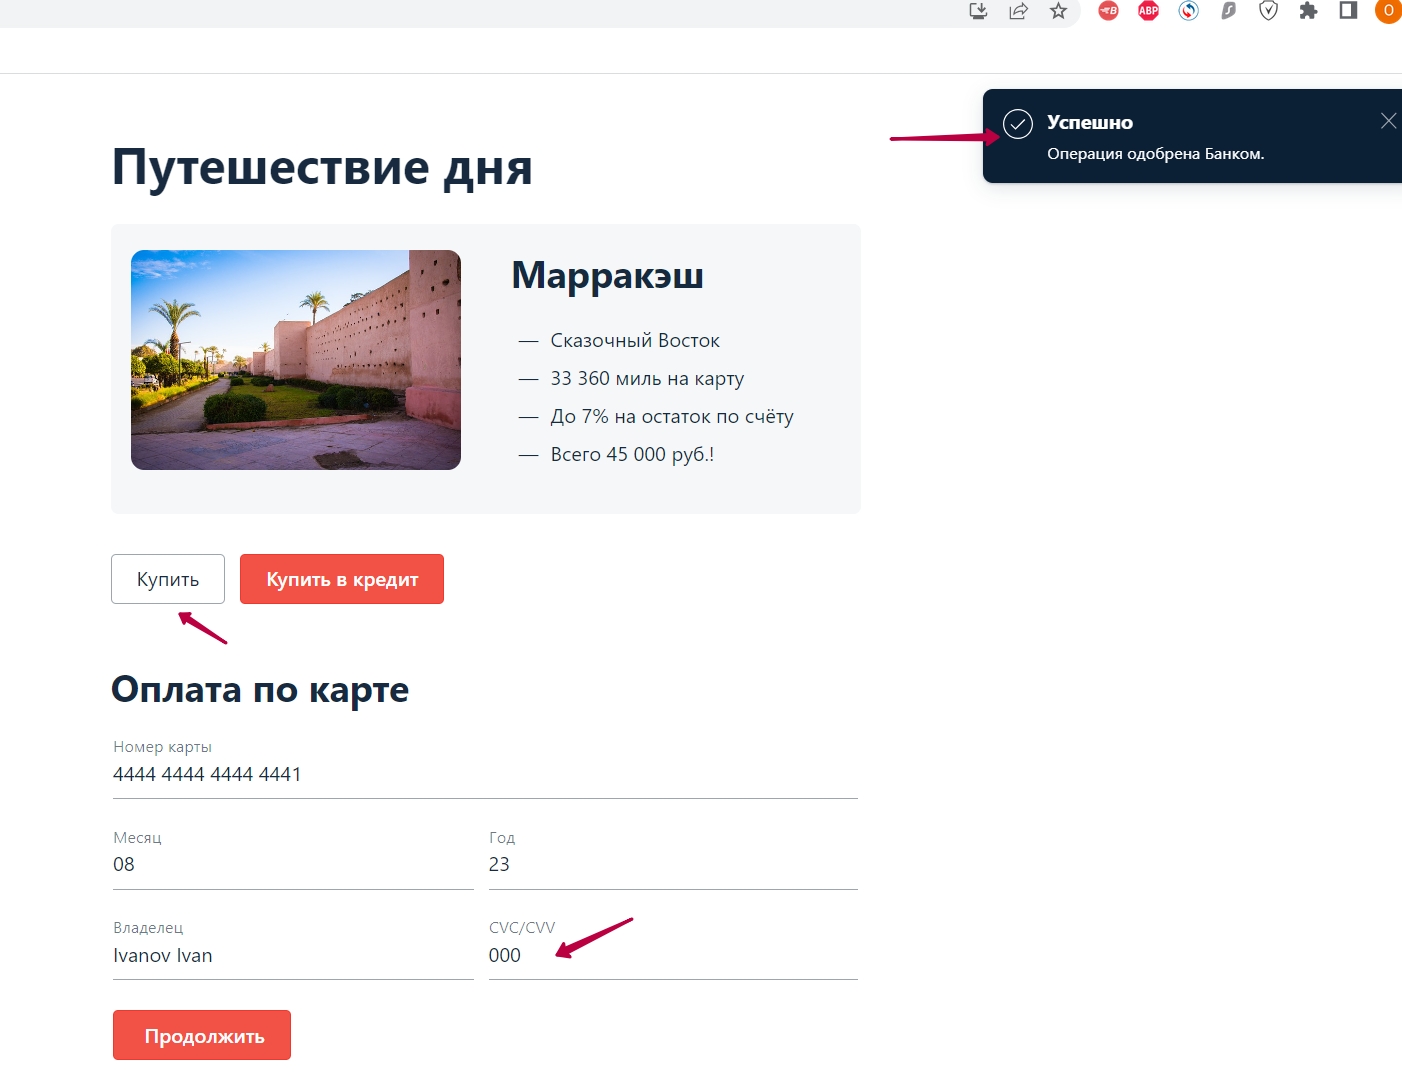 B
ABP
O
Успешно
Операция одобрена Банком.
Путешествие дня
Марракэш
— Сказочный Восток
— 33 360 миль на карту
— До 7% на остаток по счёту
— Всего 45 000 руб.!
Купить
Купить в кредит
Оплата по карте
Номер карты
4444 4444 4444 4441
Месяц
Год
08
23
Владелец
CVC/CVV
Ivanov Ivan
000
Продолжить